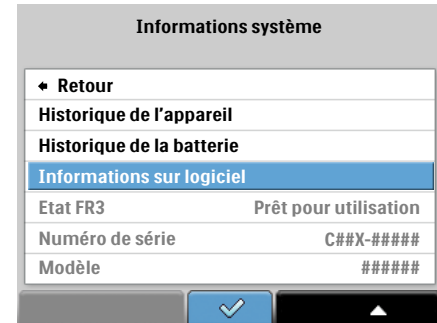 Informations système
Retour
Historique de l'appareil
Historique de la batterie
Informations sur logiciel
Etat FR3 Prêt pour utilisation
Numéro de série C##X-#####
Modèle ######